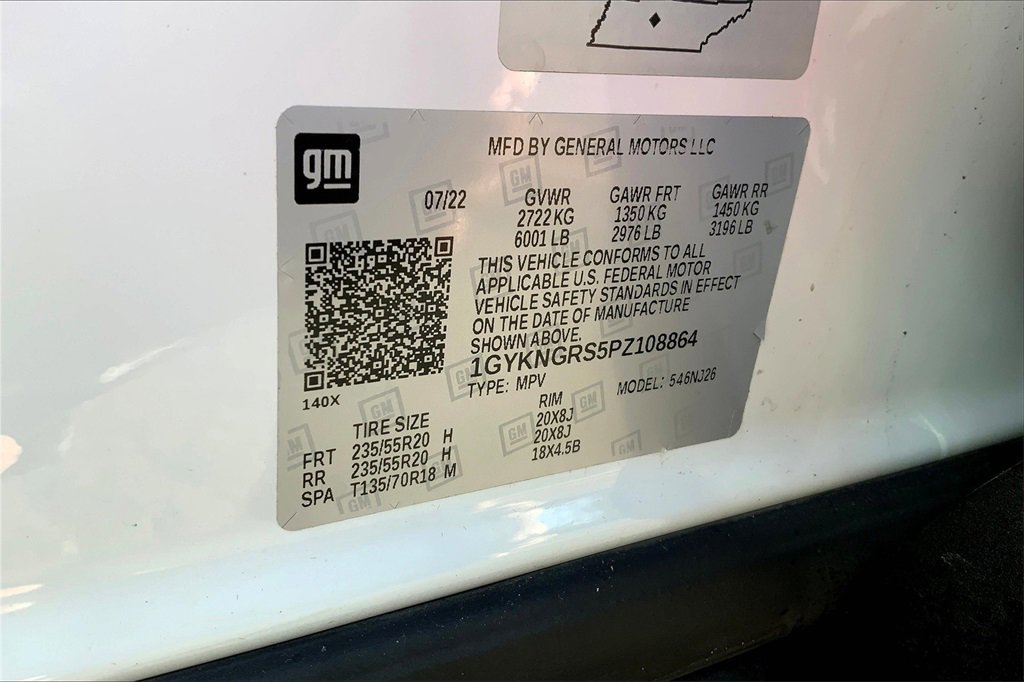 gm
MFD BY GENERAL MOTORS LLC
07/22
GVWR
2722 KG
6001 LB
GAWR FRT
1350 KG
2976 LB
GAWR RR
1450 KG
3196 LB
THIS VEHICLE CONFORMS TO ALL
APPLICABLE U.S. FEDERAL MOTOR
VEHICLE SAFETY STANDARDS IN EFFECT
ON THE DATE OF MANUFACTURE
SHOWN ABOVE.
1GYKNGRS5PZ108864
TYPE: MPV MODEL: 546NJ26
140X
TIRE SIZE RIM
FRT 235/55R20 H 20X8J
RR 235/55R20 H 20X8J
SPA T135/70R18 M 18X4.5B